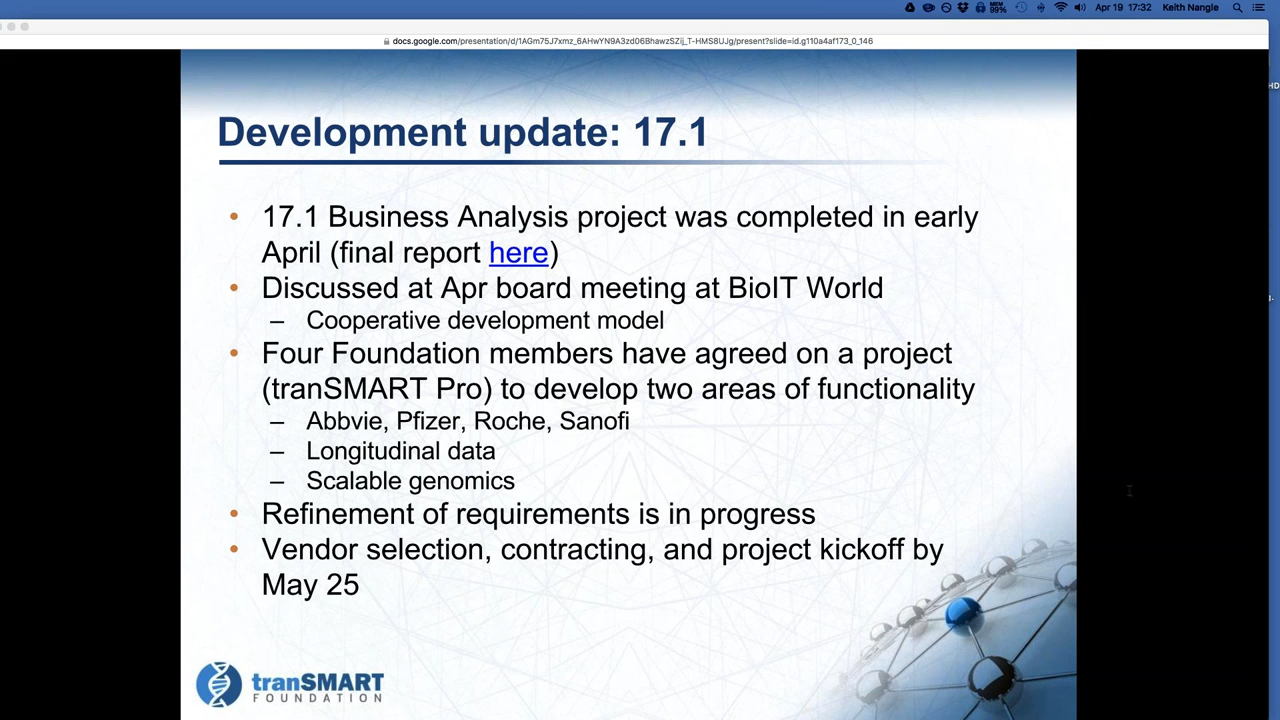 MEM
99%
Apr 19 17:32 Keith Nangle
docs.google.com/presentation/d/1AGm75J7xmz_6AHwYN9A3zd06BhawzSZij_T-HMS8UJg/present?slide=id.g110a4af173_0_146
HD
Development update: 17.1
• 17.1 Business Analysis project was completed in early
April (final report here)
• Discussed at Apr board meeting at BioIT World
– Cooperative development model
• Four Foundation members have agreed on a project
(tranSMART Pro) to develop two areas of functionality
– Abbvie, Pfizer, Roche, Sanofi
– Longitudinal data
– Scalable genomics
• Refinement of requirements is in progress
• Vendor selection, contracting, and project kickoff by
May 25
tranSMART
FOUNDATION